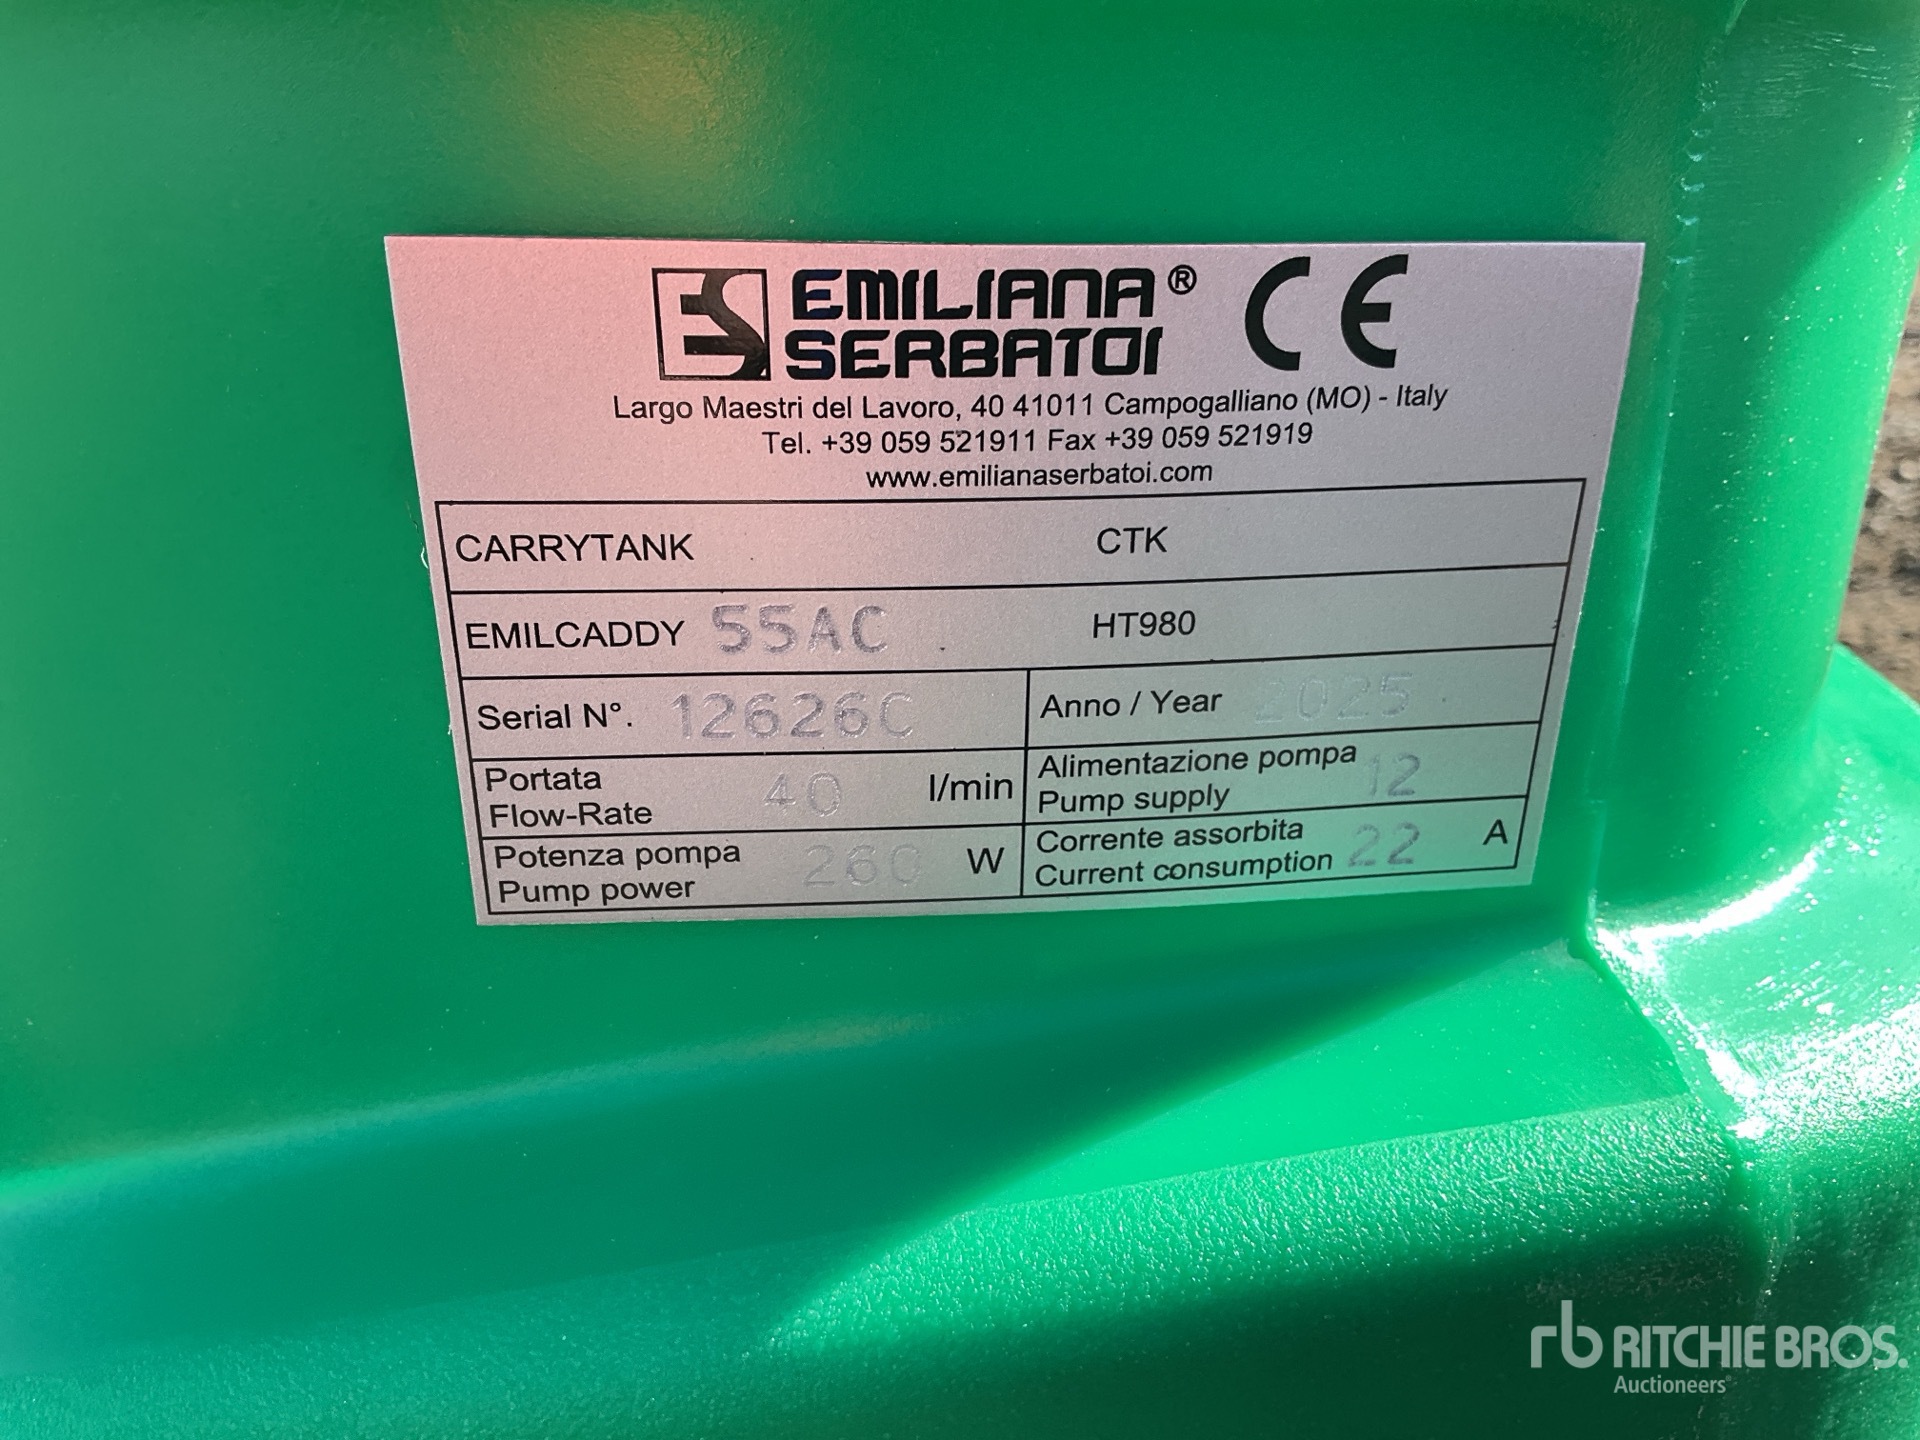 ES EMILIANA® CE
SERBATOI
Largo Maestri del Lavoro, 40 41011 Campogalliano (MO) - Italy
Tel. +39 059 521911 Fax +39 059 521919
www.emilianaserbatoi.com
CARRYTANK CTK
EMILCADDY 55AC HT980
Serial N°. 12626C Anno / Year 2025
Portata
Flow-Rate 40 l/min
Alimentazione pompa
Pump supply 12
Potenza pompa
Pump power 260 W
Corrente assorbita
Current consumption 22 A
rb RITCHIE BROS.
Auctioneers